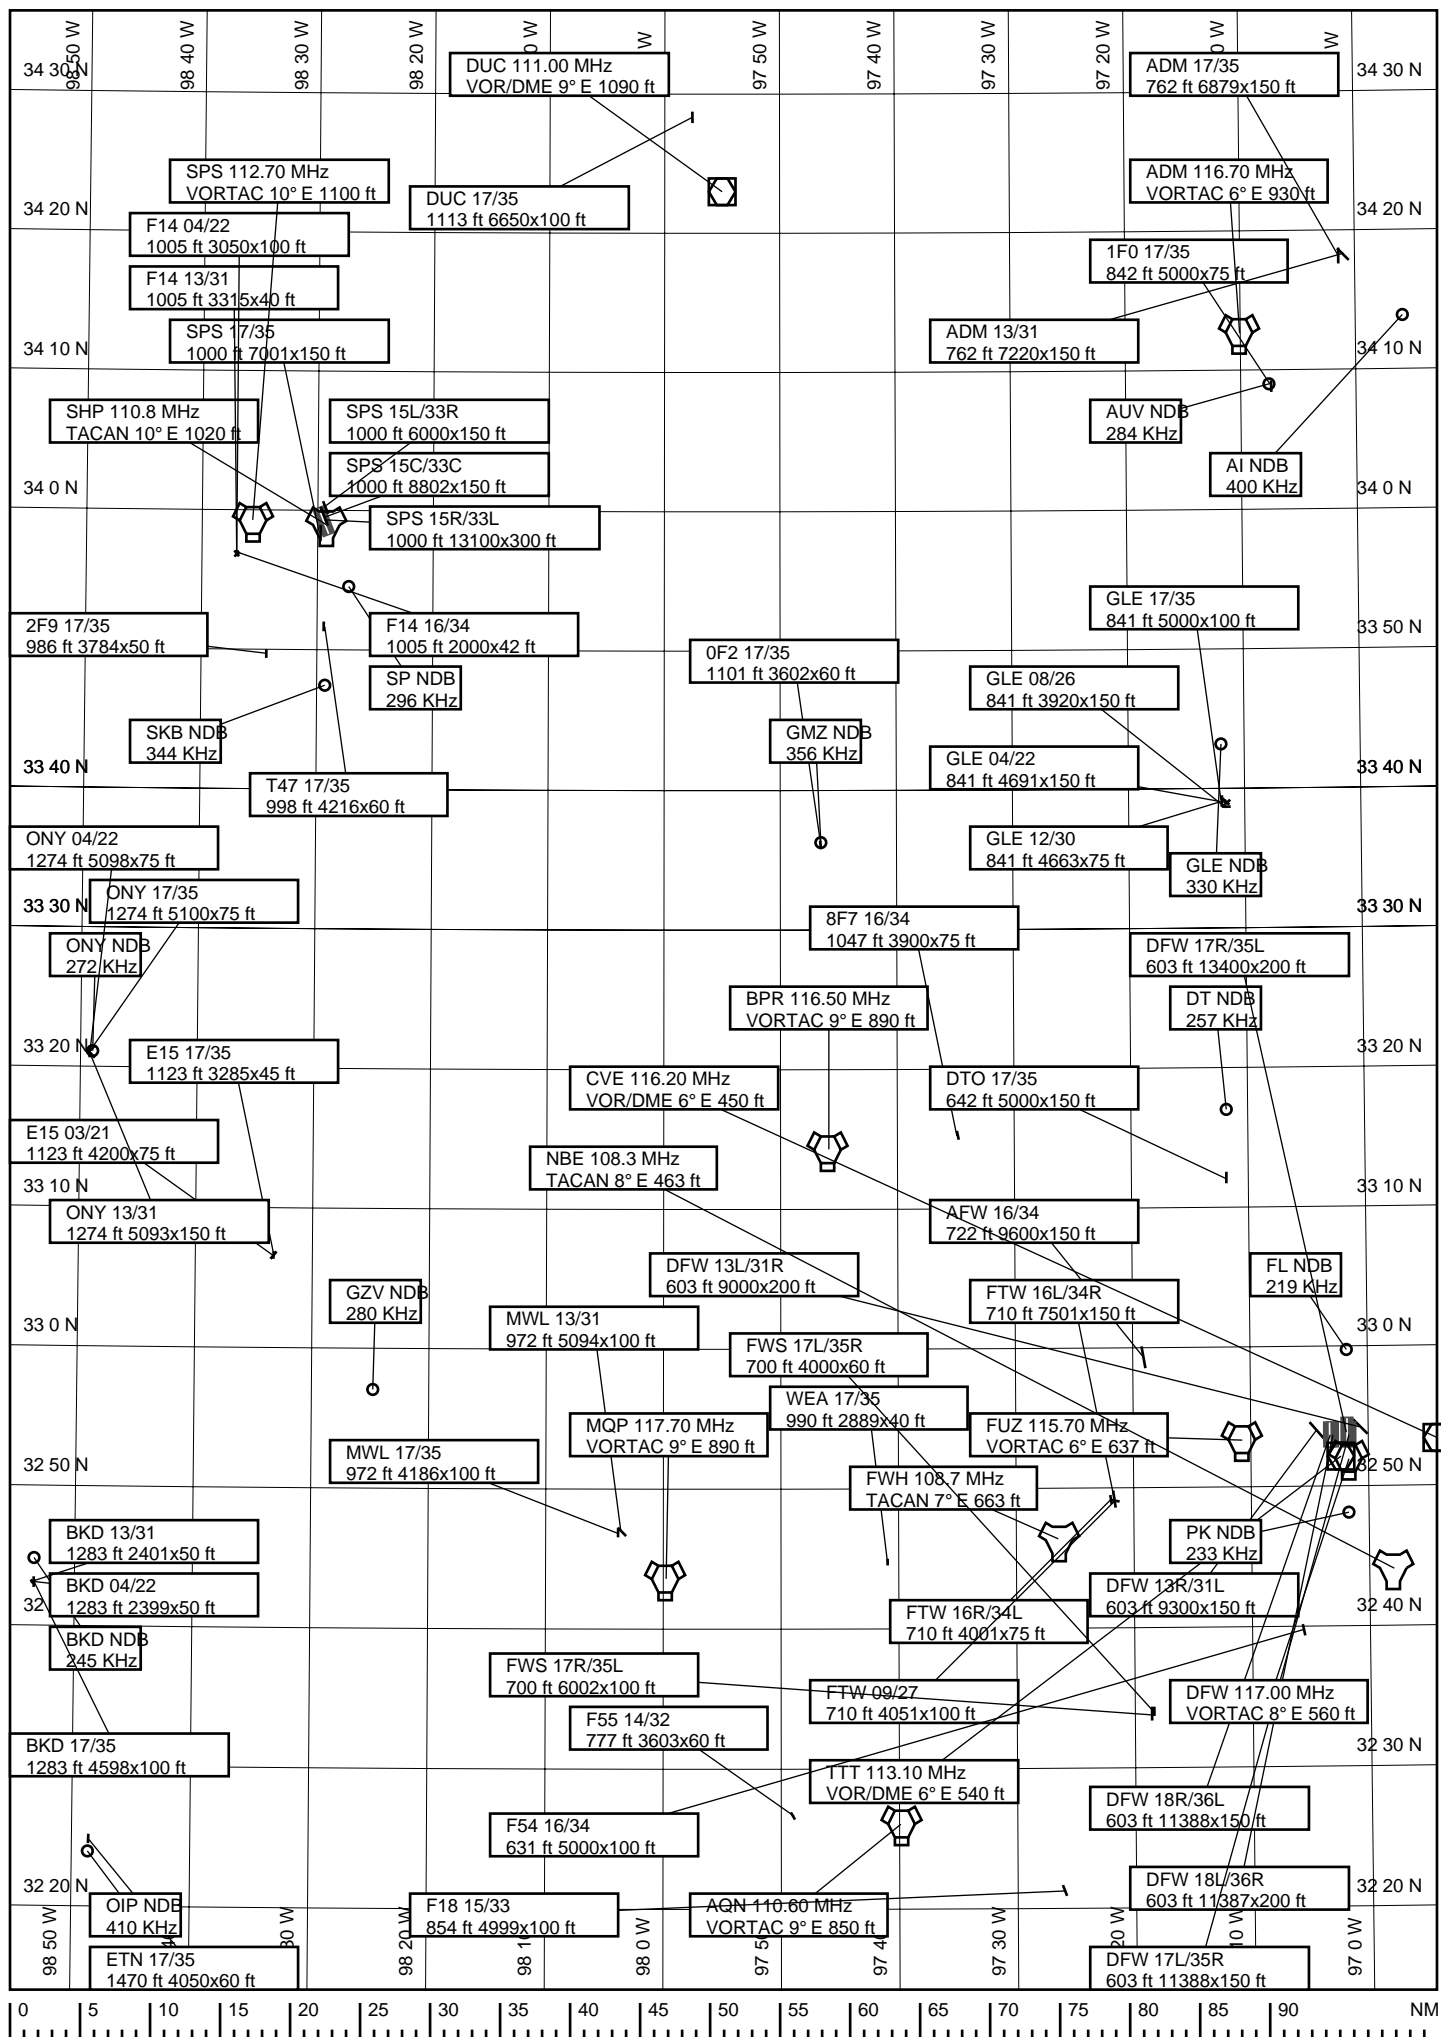 98 50 W
98 40 W
98 30 W
98 20 W
0 W
W
97 50 W
97 40 W
97 30 W
97 20 W
0 W
W
34 30 N
DUC 111.00 MHz
VOR/DME 9° E 1090 ft
ADM 17/35
762 ft 6879x150 ft
34 30 N
SPS 112.70 MHz
VORTAC 10° E 1100 ft
ADM 116.70 MHz
VORTAC 6° E 930 ft
DUC 17/35
1113 ft 6650x100 ft
34 20 N
34 20 N
F14 04/22
1005 ft 3050x100 ft
1F0 17/35
842 ft 5000x75 ft
F14 13/31
1005 ft 3315x40 ft
SPS 17/35
1000 ft 7001x150 ft
ADM 13/31
762 ft 7220x150 ft
34 10 N
34 10 N
SHP 110.8 MHz
TACAN 10° E 1020 ft
SPS 15L/33R
1000 ft 6000x150 ft
AUV NDB
284 KHz
SPS 15C/33C
1000 ft 8802x150 ft
AI NDB
400 KHz
34 0 N
34 0 N
SPS 15R/33L
1000 ft 13100x300 ft
GLE 17/35
841 ft 5000x100 ft
2F9 17/35
986 ft 3784x50 ft
F14 16/34
1005 ft 2000x42 ft
33 50 N
0F2 17/35
1101 ft 3602x60 ft
SP NDB
296 KHz
GLE 08/26
841 ft 3920x150 ft
SKB NDB
344 KHz
GMZ NDB
356 KHz
GLE 04/22
841 ft 4691x150 ft
33 40 N
33 40 N
T47 17/35
998 ft 4216x60 ft
ONY 04/22
1274 ft 5098x75 ft
GLE 12/30
841 ft 4663x75 ft
GLE NDB
330 KHz
ONY 17/35
1274 ft 5100x75 ft
33 30 N
33 30 N
8F7 16/34
1047 ft 3900x75 ft
ONY NDB
272 KHz
DFW 17R/35L
603 ft 13400x200 ft
BPR 116.50 MHz
VORTAC 9° E 890 ft
DT NDB
257 KHz
33 20 N
33 20 N
E15 17/35
1123 ft 3285x45 ft
CVE 116.20 MHz
VOR/DME 6° E 450 ft
DTO 17/35
642 ft 5000x150 ft
E15 03/21
1123 ft 4200x75 ft
NBE 108.3 MHz
TACAN 8° E 463 ft
33 10 N
33 10 N
ONY 13/31
1274 ft 5093x150 ft
AFW 16/34
722 ft 9600x150 ft
DFW 13L/31R
603 ft 9000x200 ft
FL NDB
219 KHz
GZV NDB
280 KHz
FTW 16L/34R
710 ft 7501x150 ft
MWL 13/31
972 ft 5094x100 ft
33 0 N
33 0 N
FWS 17L/35R
700 ft 4000x60 ft
WEA 17/35
990 ft 2889x40 ft
MQP 117.70 MHz
VORTAC 9° E 890 ft
FUZ 115.70 MHz
VORTAC 6° E 637 ft
MWL 17/35
972 ft 4186x100 ft
32 50 N
32 50 N
FWH 108.7 MHz
TACAN 7° E 663 ft
BKD 13/31
1283 ft 2401x50 ft
PK NDB
233 KHz
BKD 04/22
1283 ft 2399x50 ft
DFW 13R/31L
603 ft 9300x150 ft
32
32 40 N
FTW 16R/34L
710 ft 4001x75 ft
BKD NDB
245 KHz
FWS 17R/35L
700 ft 6002x100 ft
FTW 09/27
710 ft 4051x100 ft
DFW 117.00 MHz
VORTAC 8° E 560 ft
F55 14/32
777 ft 3603x60 ft
BKD 17/35
1283 ft 4598x100 ft
32 30 N
TTT 113.10 MHz
VOR/DME 6° E 540 ft
DFW 18R/36L
603 ft 11388x150 ft
F54 16/34
631 ft 5000x100 ft
32 20 N
32 20 N
DFW 18L/36R
603 ft 11387x200 ft
OIP NDB
410 KHz
F18 15/33
854 ft 4999x100 ft
AQN 110.60 MHz
VORTAC 9° E 850 ft
ETN 17/35
1470 ft 4050x60 ft
DFW 17L/35R
603 ft 11388x150 ft
98 50 W
30 W
98 20 W
98 10
98 0 W
97 5
97 4
97 30 W
20 W
10 W
97 0 W
0 5 10 15 20 25 30 35 40 45 50 55 60 65 70 75 80 85 90 NM